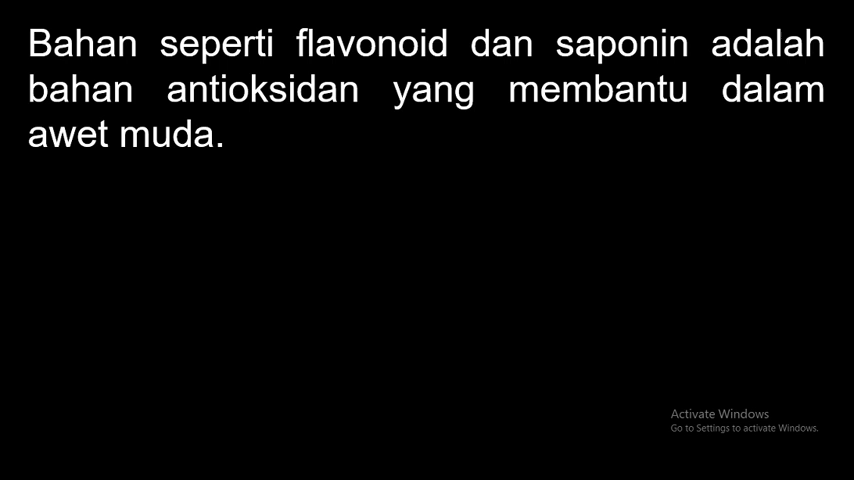 Bahan seperti flavonoid dan saponin adalah
bahan antioksidan yang membantu dalam
awet muda.
Activate Windows
Go to Settings to activate Windows.